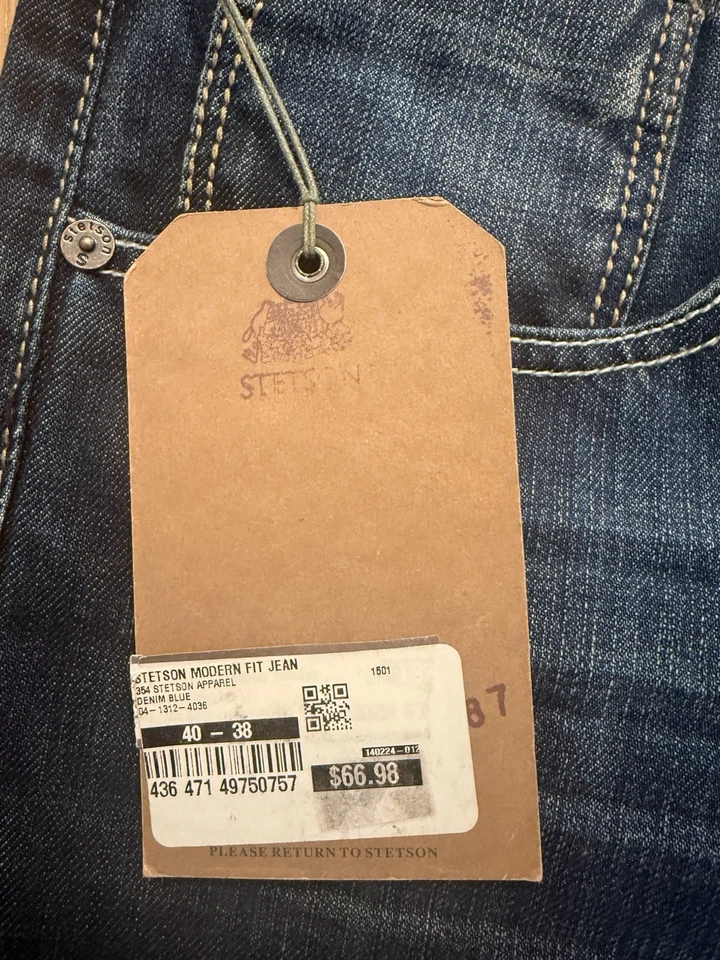 stetson
S
STETSON
STETSON MODERN FIT JEAN
1501
354 STETSON APPAREL
DENIM BLUE
04-1312-4036
40 - 38
140224-012
436 471 49750757
$66.98
87
PLEASE RETURN TO STETSON